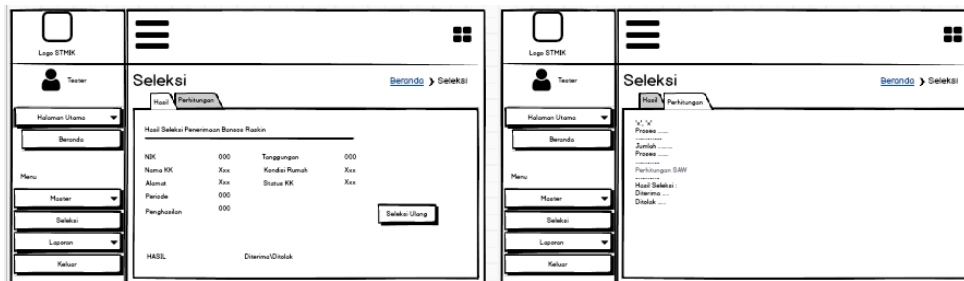 Logo STMIK
Tester
Halaman Utama
Beranda
Menu
Master
Seleksi
Laporan
Keluar
Seleksi
Beranda > Seleksi
Hasil
Perhitungan
Hasil Seleksi Penerimaan Bansos Raskin
NIK 000 Tanggungan 000
Nama KK Xxx Kondisi Rumah Xxx
Alamat Xxx Status KK Xxx
Periode 000
Penghasilan 000
Seleksi Ulang
HASIL Diterima\Ditolak
Logo STMIK
Tester
Halaman Utama
Beranda
Menu
Master
Seleksi
Laporan
Keluar
Seleksi
Beranda > Seleksi
Hasil
Perhitungan
Proses .....
Jumlah ........
Proses .....
Perhitungan SAW
Hasil Seleksi :
Diterima ....
Ditolak ....